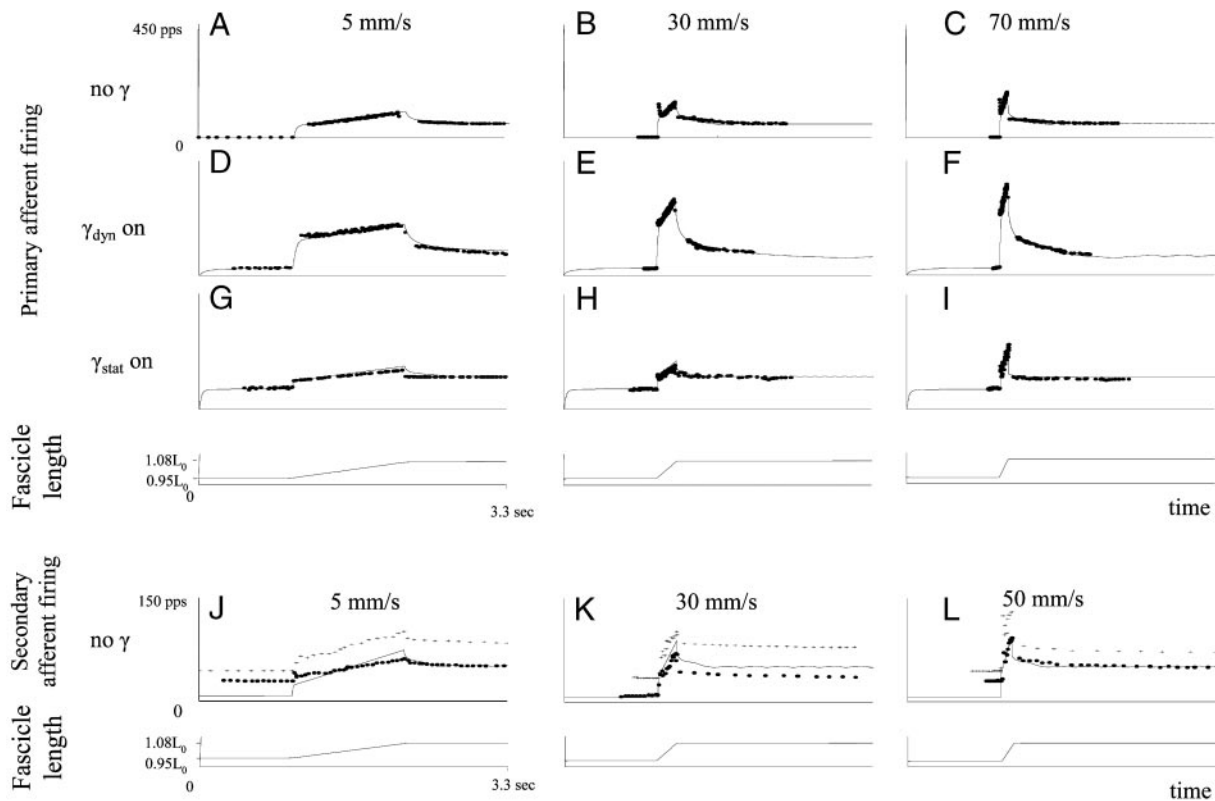 A 5 mm/s
B 30 mm/s
C 70 mm/s
450 pps
no γ
0
Primary afferent firing
D
E
F
γdyn on
G
H
I
γstat on
Fascicle
length
1.08L0
0.95L0
0
3.3 sec
time
Secondary
afferent firing
150 pps
J 5 mm/s
K 30 mm/s
L 50 mm/s
no γ
0
Fascicle
length
1.08L0
0.95L0
0
3.3 sec
time